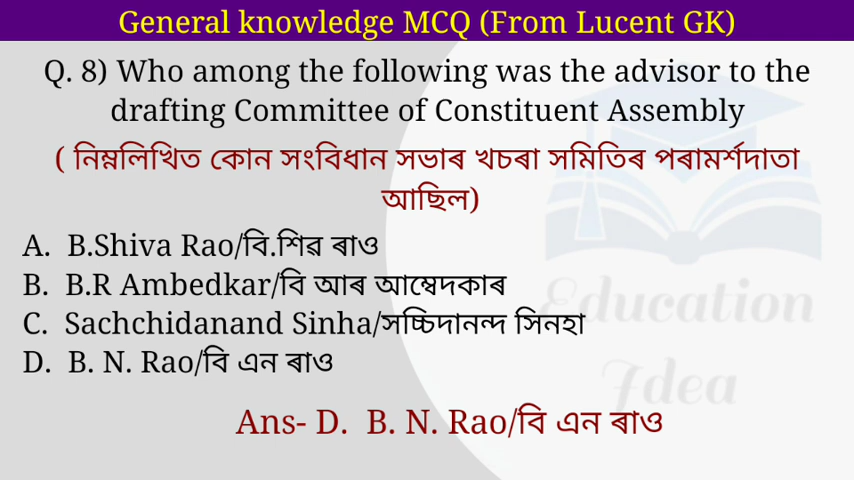 General knowledge MCQ (From Lucent GK)
Q. 8) Who among the following was the advisor to the
drafting Committee of Constituent Assembly
( নিম্নলিখিত কোন সংবিধান সভাৰ খচৰা সমিতিৰ পৰামৰ্শদাতা
আছিল)
A. B.Shiva Rao/বি.শিৱ ৰাও
B. B.R Ambedkar/বি আৰ আম্বেদকাৰ
C. Sachchidanand Sinha/সচ্চিদানন্দ সিনহা
D. B. N. Rao/বি এন ৰাও
Ans- D. B. N. Rao/বি এন ৰাও
Education
Idea